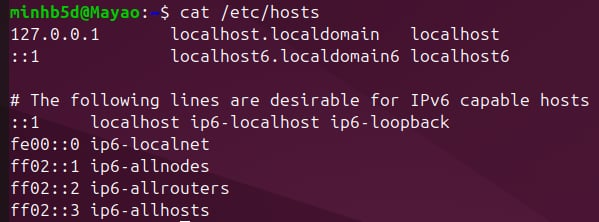 minhb5d@Mayao:~$ cat /etc/hosts
127.0.0.1       localhost.localdomain   localhost
::1             localhost6.localdomain6 localhost6

# The following lines are desirable for IPv6 capable hosts
::1     localhost ip6-localhost ip6-loopback
fe00::0 ip6-localnet
ff02::1 ip6-allnodes
ff02::2 ip6-allrouters
ff02::3 ip6-allhosts